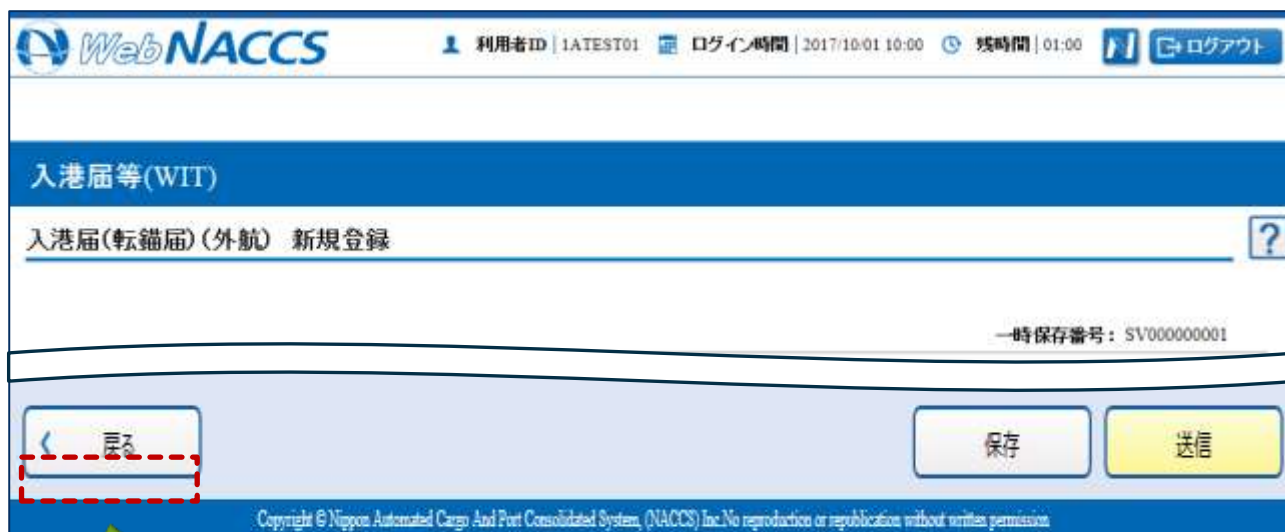 WebNACCS 利用者ID | 1ATEST01 ログイン時間 | 2017/10/01 10:00 残時間 | 01:00 ログアウト
入港届等(WIT)
入港届(転錨届)(外航) 新規登録 ?
一時保存番号: SV000000001
戻る 保存 送信
Copyright © Nippon Automated Cargo And Port Consolidated System, (NACCS) Inc.No reproduction or republication without written permission